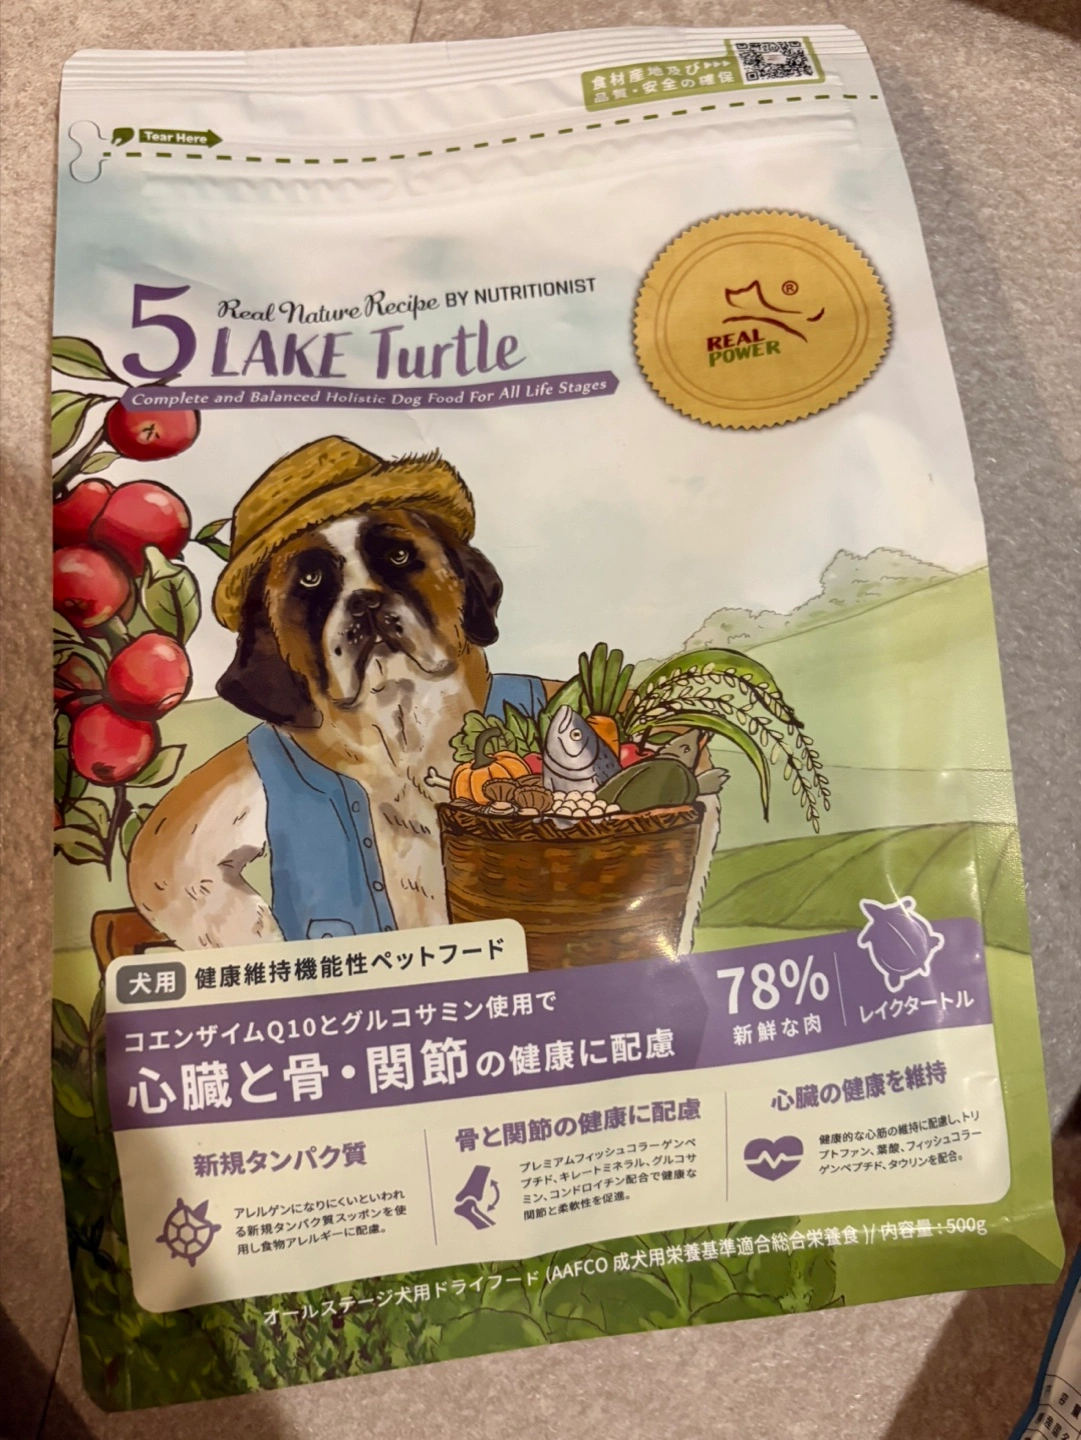 食材産地及び▶▶▶
品質・安全の確保
Tear Here
5 Real Nature Recipe BY NUTRITIONIST
LAKE Turtle
Complete and Balanced Holistic Dog Food For All Life Stages
®
REAL
POWER
犬用 健康維持機能性ペットフード
コエンザイムQ10とグルコサミン使用で
心臓と骨・関節の健康に配慮
78%
新鮮な肉
レイクタートル
新規タンパク質
アレルゲンになりにくいといわれ
る新規タンパク質スッポンを使
用し食物アレルギーに配慮。
骨と関節の健康に配慮
プレミアムフィッシュコラーゲンペ
プチド、キレートミネラル、グルコサ
ミン、コンドロイチン配合で健康な
関節と柔軟性を促進。
心臓の健康を維持
健康的な心筋の維持に配慮し、トリ
プトファン、葉酸、フィッシュコラー
ゲンペプチド、タウリンを配合。
オールステージ犬用ドライフード (AAFCO 成犬用栄養基準適合総合栄養食 )/ 内容量 : 500g